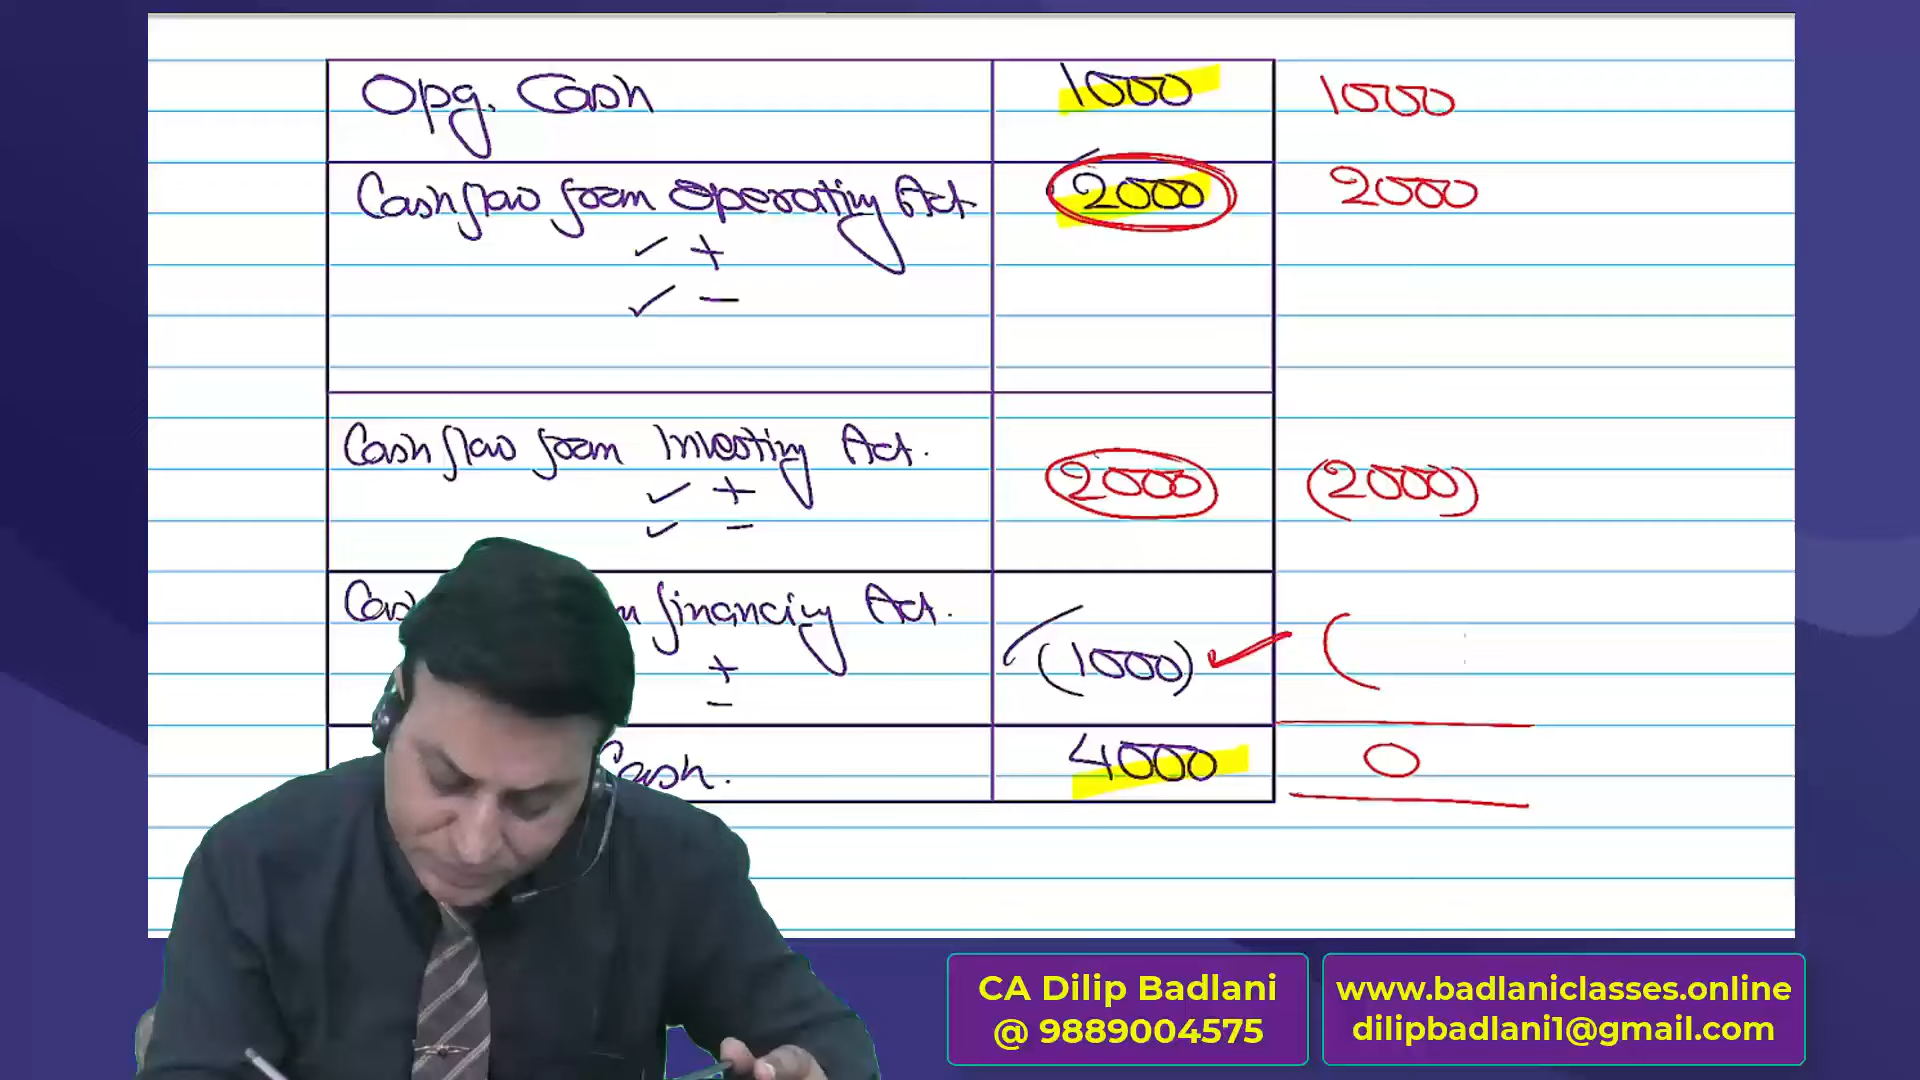 Opg. Cash 1000 1000
Cash flow from Operating Act 2000 2000
✓ +
✓ -
Cash flow from Investing Act. 2000 (2000)
✓ +
✓ -
financing Act.
(1000) ✓ (
+
-
Cash. 4000 0
CA Dilip Badlani
@ 9889004575
www.badlaniclasses.online
dilipbadlani1@gmail.com